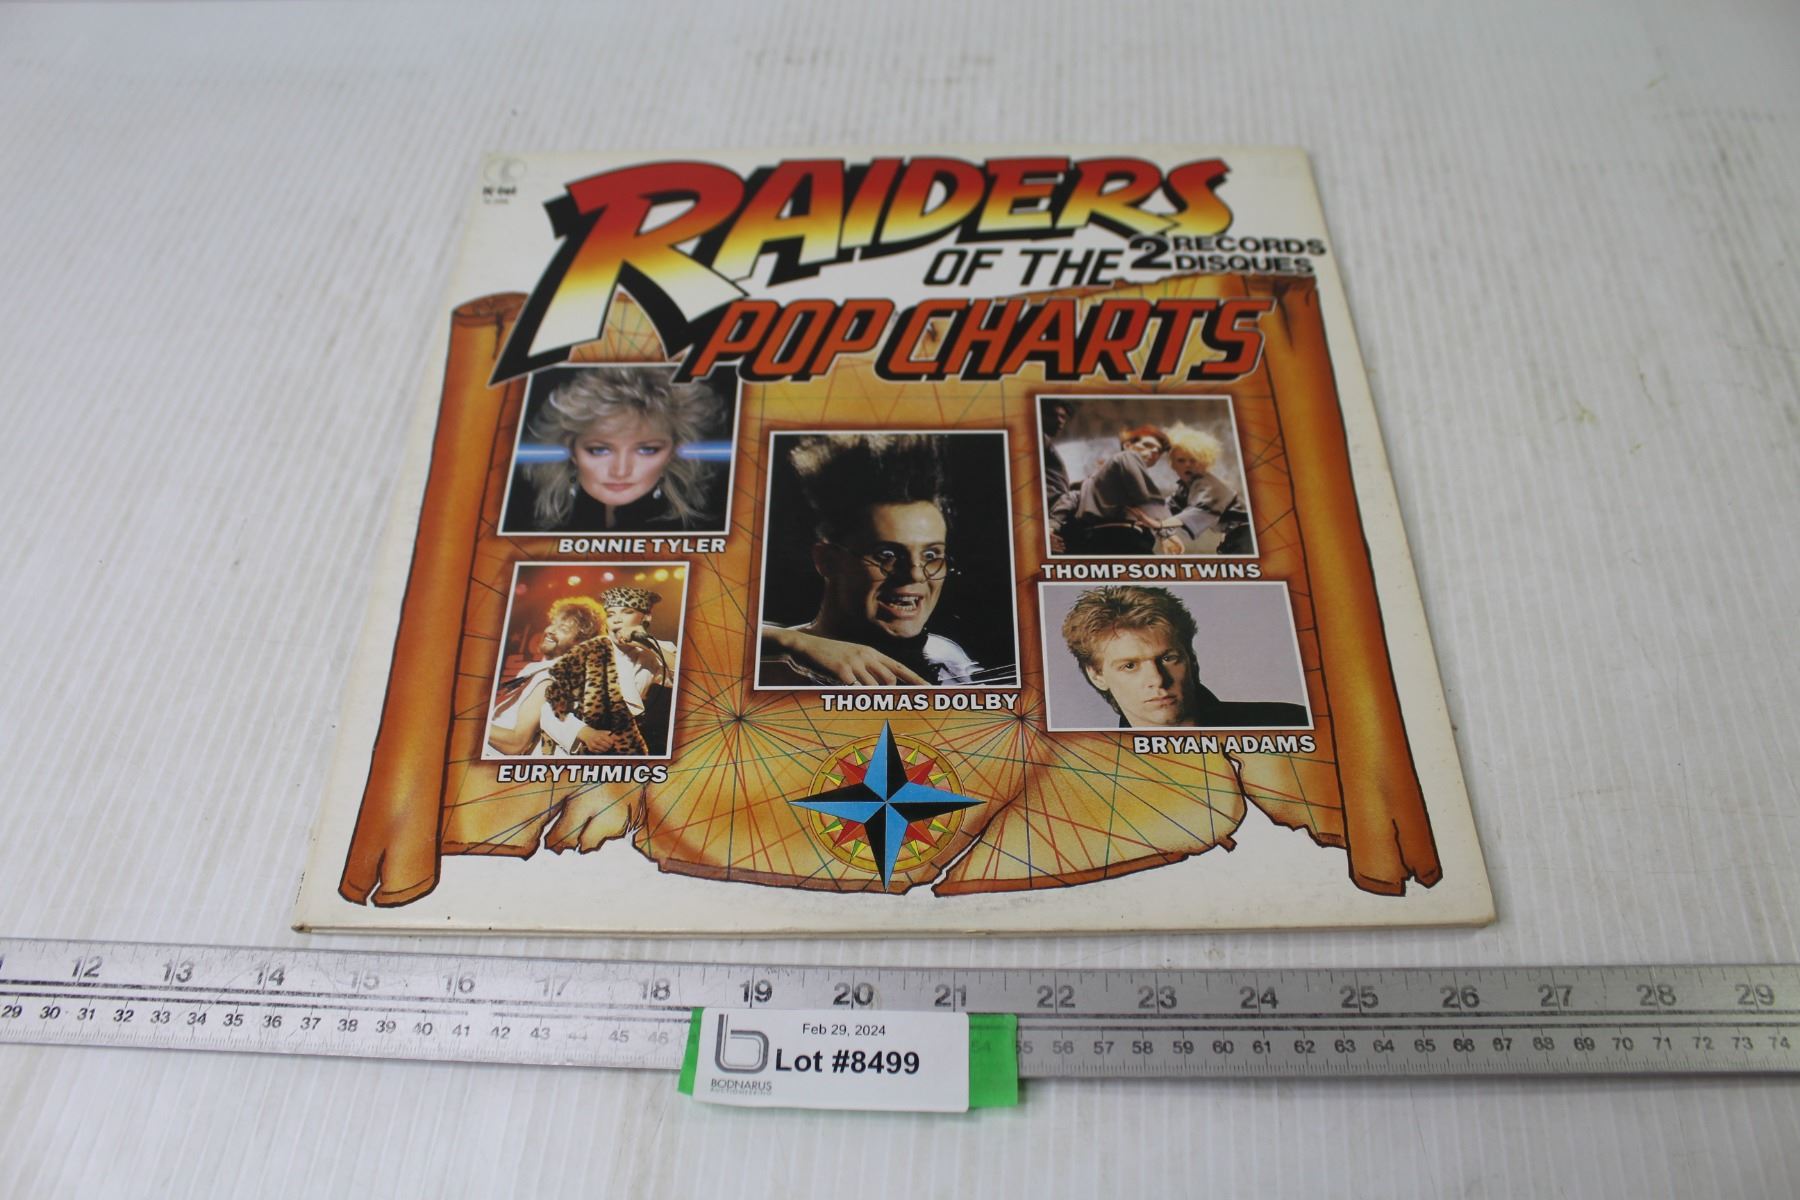 K-tel
RAIDERS
OF THE
2 RECORDS
DISQUES
POP CHARTS
BONNIE TYLER
THOMPSON TWINS
THOMAS DOLBY
BRYAN ADAMS
EURYTHMICS
12 13 14 15 16 17 18 19 20 21 22 23 24 25 26 27 28 29
29 30 31 32 33 34 35 36 37 38 39 40 41 42 43 44 45 46 54 55 56 57 58 59 60 61 62 63 64 65 66 67 68 69 70 71 72 73 74
Feb 29, 2024
Lot #8499
BODNARUS
AUCTIONEERING